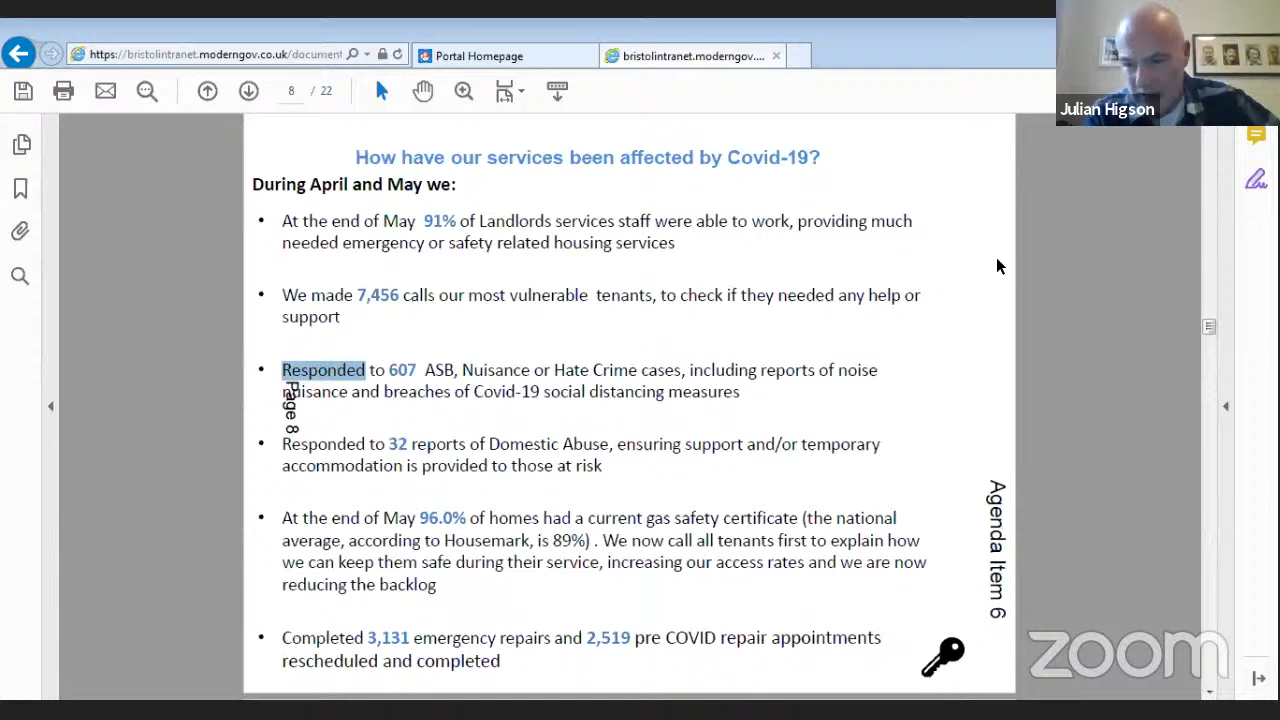 https://bristolintranet.moderngov.co.uk/document
Portal Homepage
bristolintranet.moderngov....
8 / 22
Julian Higson
How have our services been affected by Covid-19?
During April and May we:
• At the end of May 91% of Landlords services staff were able to work, providing much
needed emergency or safety related housing services
• We made 7,456 calls our most vulnerable tenants, to check if they needed any help or
support
• Responded to 607 ASB, Nuisance or Hate Crime cases, including reports of noise
nuisance and breaches of Covid-19 social distancing measures
Page 8
• Responded to 32 reports of Domestic Abuse, ensuring support and/or temporary
accommodation is provided to those at risk
• At the end of May 96.0% of homes had a current gas safety certificate (the national
average, according to Housemark, is 89%) . We now call all tenants first to explain how
we can keep them safe during their service, increasing our access rates and we are now
reducing the backlog
• Completed 3,131 emergency repairs and 2,519 pre COVID repair appointments
rescheduled and completed
Agenda Item 6
zoom